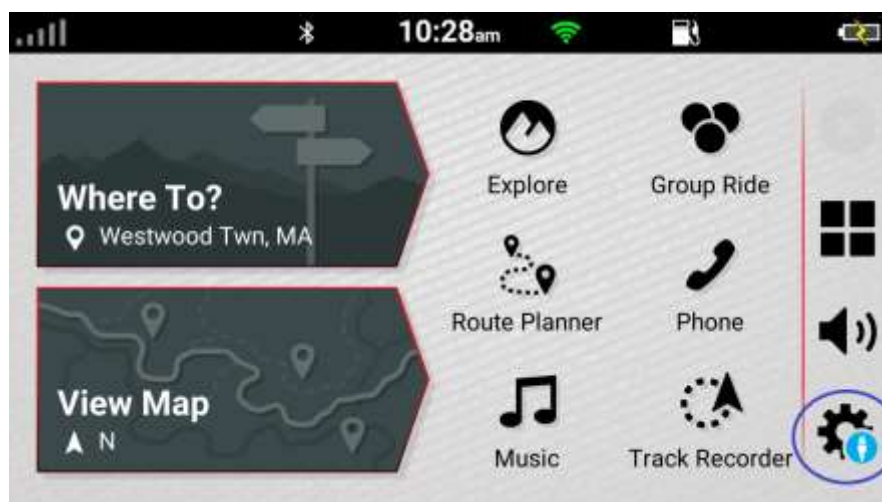 10:28am
Where To?
Westwood Twn, MA
View Map
N
Explore
Group Ride
Route Planner
Phone
Music
Track Recorder